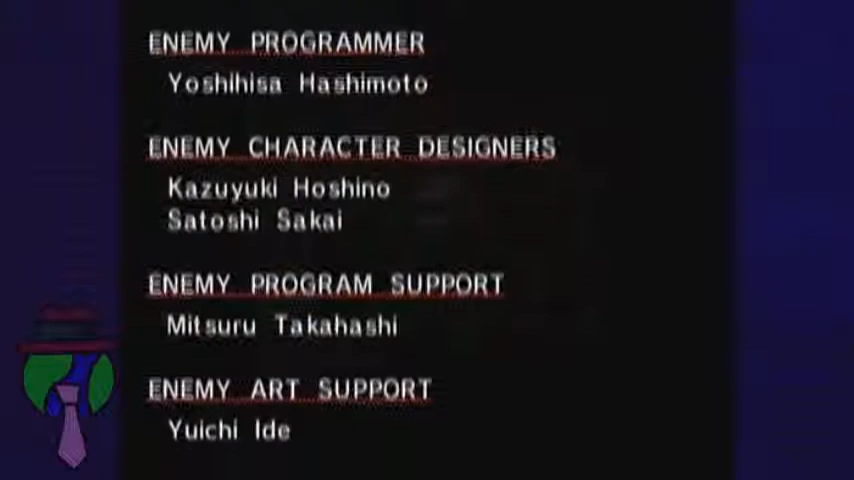 ENEMY PROGRAMMER
Yoshihisa Hashimoto
ENEMY CHARACTER DESIGNERS
Kazuyuki Hoshino
Satoshi Sakai
ENEMY PROGRAM SUPPORT
Mitsuru Takahashi
ENEMY ART SUPPORT
Yuichi Ide